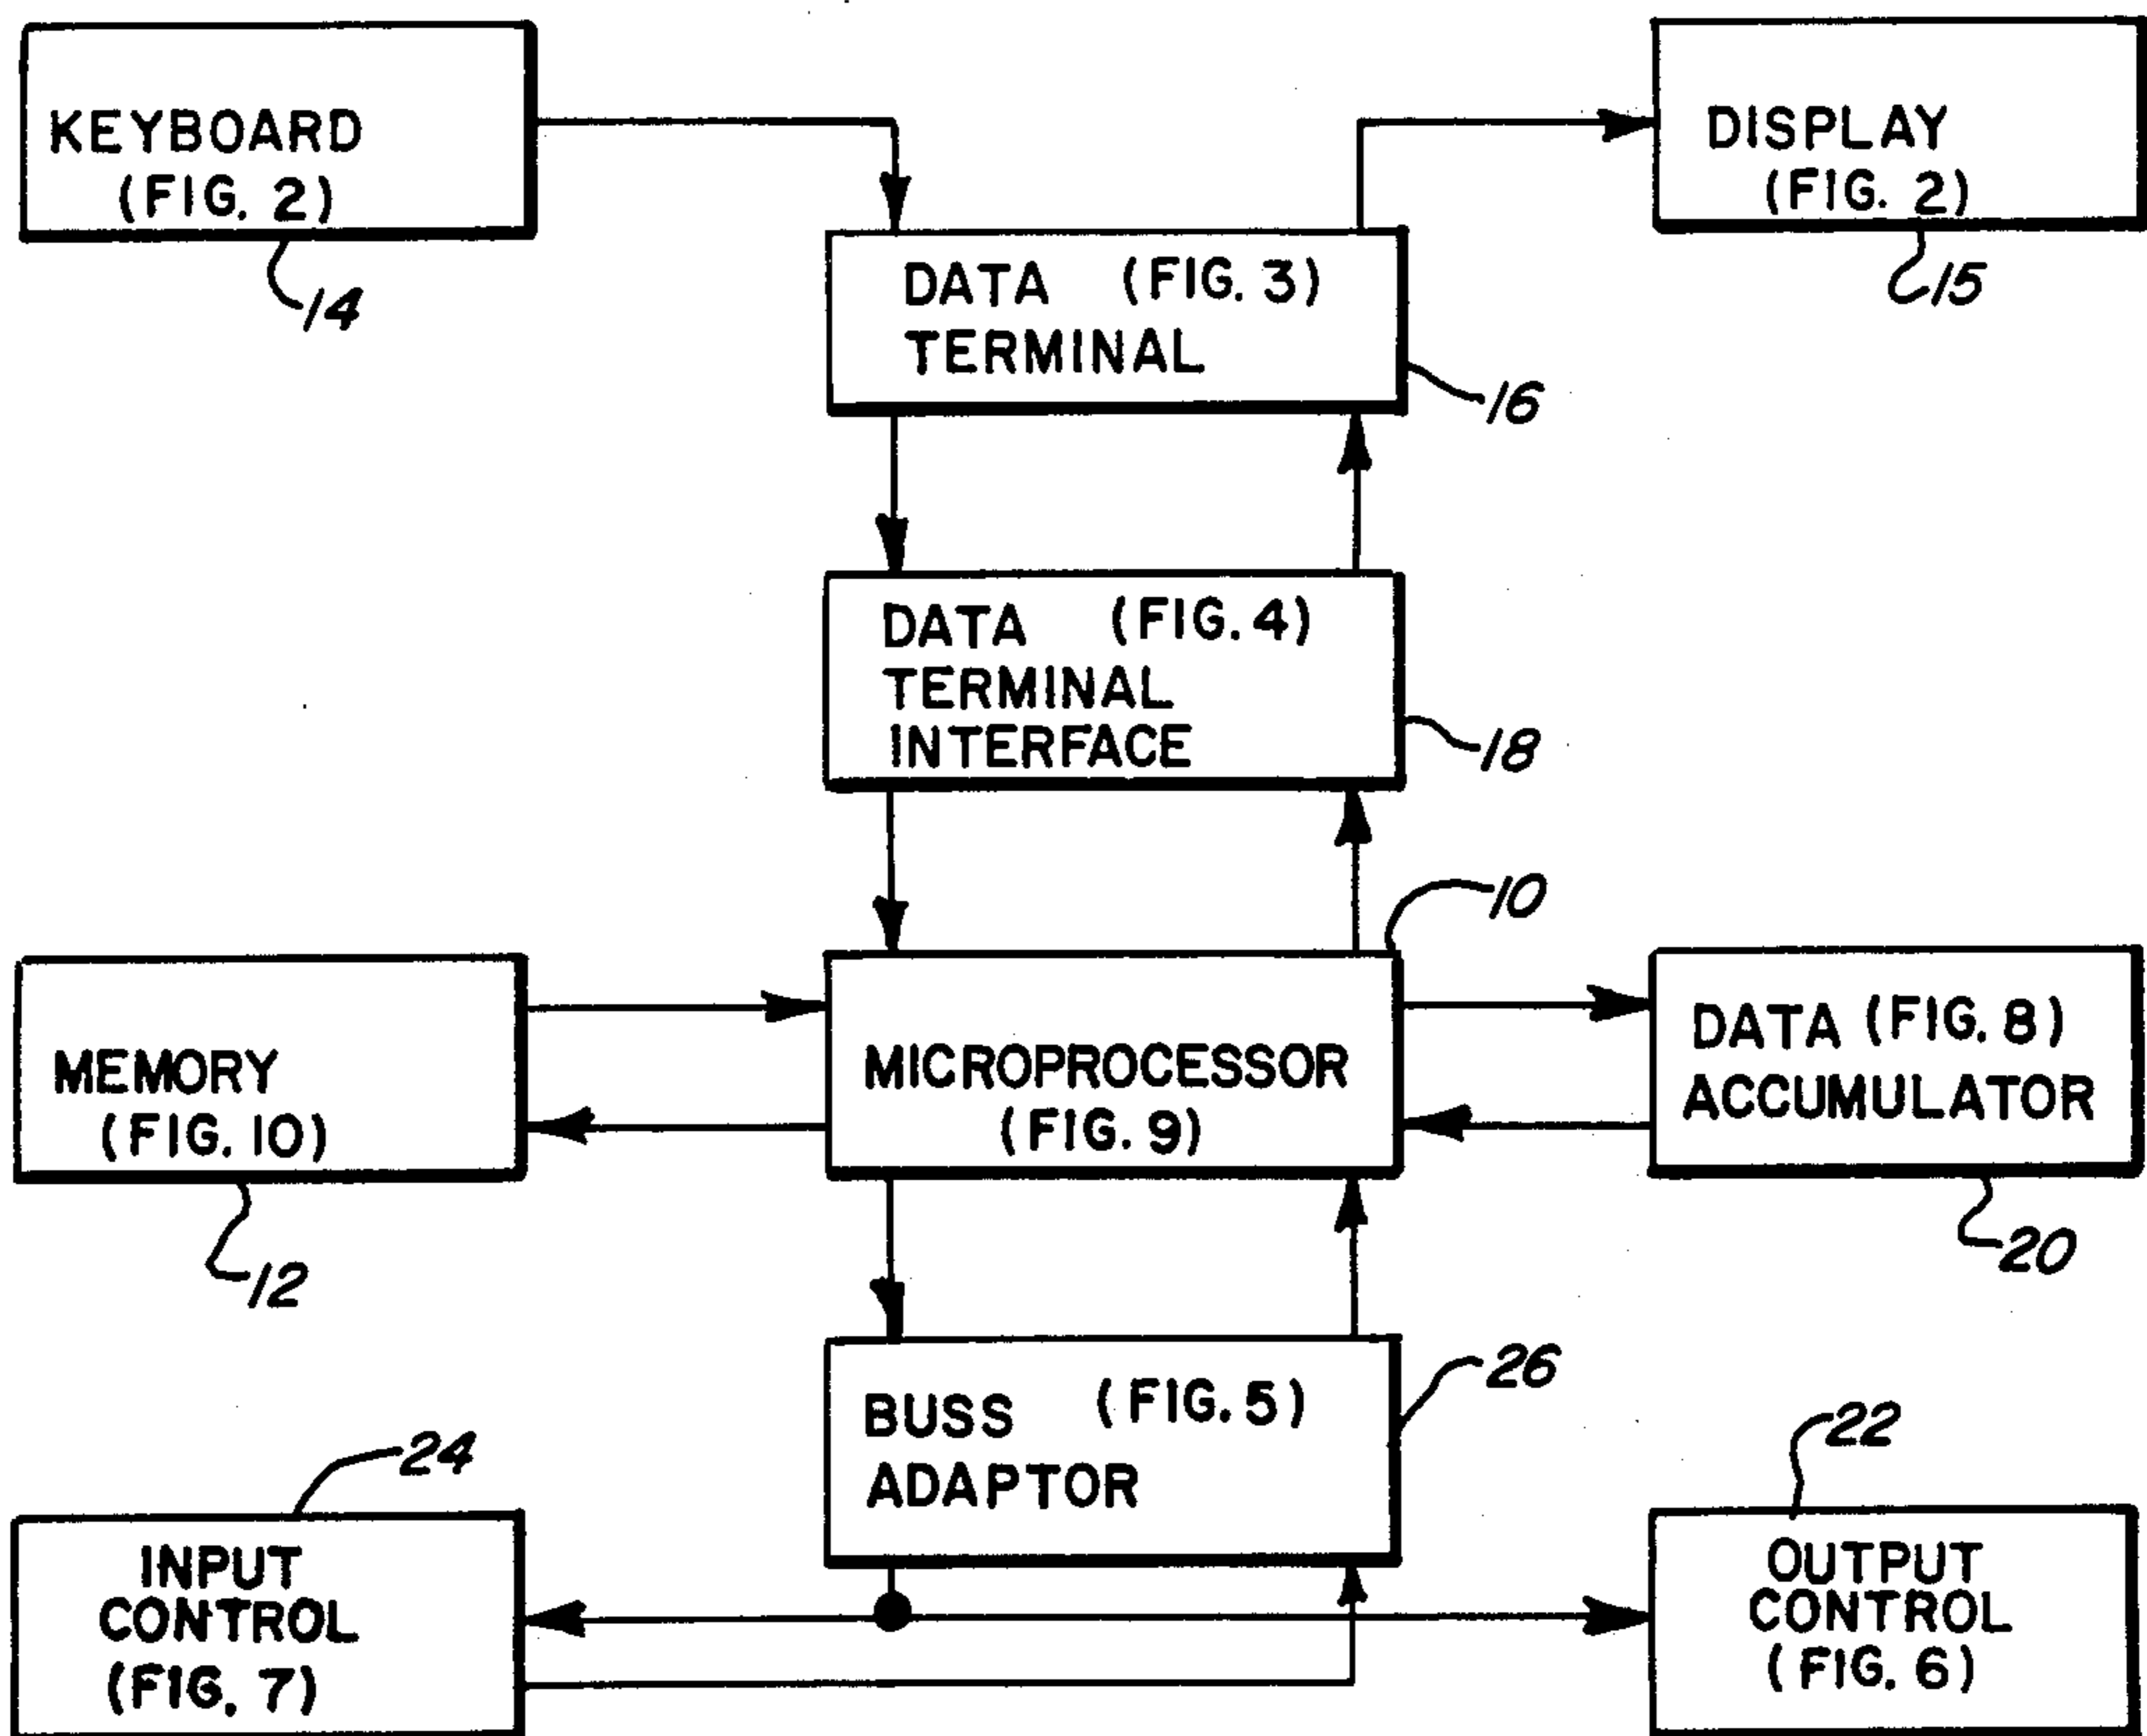 KEYBOARD
(FIG. 2)
14
DISPLAY
(FIG. 2)
15
DATA (FIG. 3)
TERMINAL
16
DATA (FIG. 4)
TERMINAL
INTERFACE
18
10
MEMORY
(FIG. 10)
12
MICROPROCESSOR
(FIG. 9)
DATA (FIG. 8)
ACCUMULATOR
20
BUSS (FIG. 5)
ADAPTOR
26
24
INPUT
CONTROL
(FIG. 7)
22
OUTPUT
CONTROL
(FIG. 6)